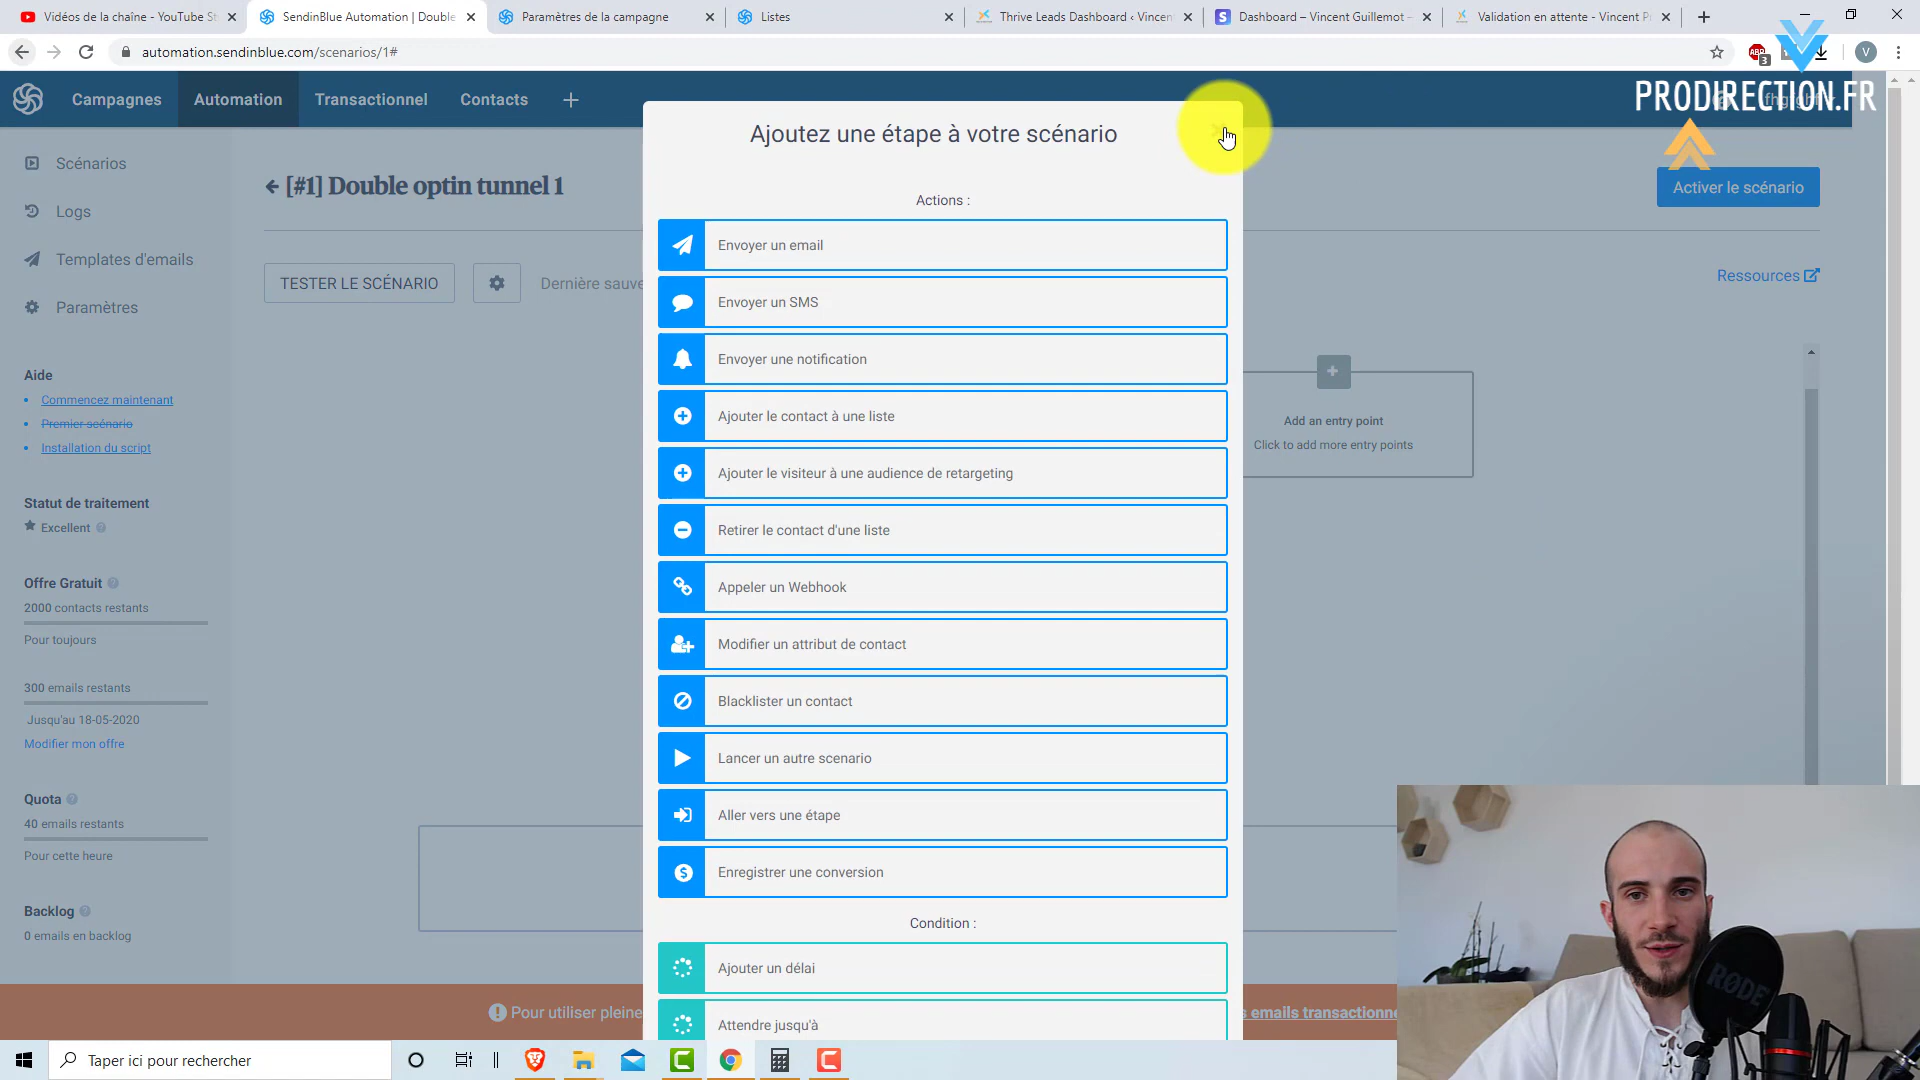 Vidéos de la chaîne - YouTube St
SendinBlue Automation | Double
Paramètres de la campagne
Listes
Thrive Leads Dashboard ‹ Vincen
Dashboard – Vincent Guillemot –
Validation en attente - Vincent P
automation.sendinblue.com/scenarios/1#
ABP
3
V
PRODIRECTION.FR
Campagnes
Automation
Transactionnel
Contacts
Ajoutez une étape à votre scénario
Scénarios
Logs
Templates d'emails
Paramètres
[#1] Double optin tunnel 1
Activer le scénario
TESTER LE SCÉNARIO
Dernière sauve
Ressources
Actions :
Envoyer un email
Envoyer un SMS
Envoyer une notification
Ajouter le contact à une liste
Ajouter le visiteur à une audience de retargeting
Retirer le contact d'une liste
Appeler un Webhook
Modifier un attribut de contact
Blacklister un contact
Lancer un autre scenario
Aller vers une étape
Enregistrer une conversion
Condition :
Ajouter un délai
Attendre jusqu'à
Add an entry point
Click to add more entry points
Aide
Commencez maintenant
Premier scénario
Installation du script
Statut de traitement
Excellent
Offre Gratuit
2000 contacts restants
Pour toujours
300 emails restants
Jusqu'au 18-05-2020
Modifier mon offre
Quota
40 emails restants
Pour cette heure
Backlog
0 emails en backlog
Pour utiliser pleine
s emails transactionne
Taper ici pour rechercher
RØDE